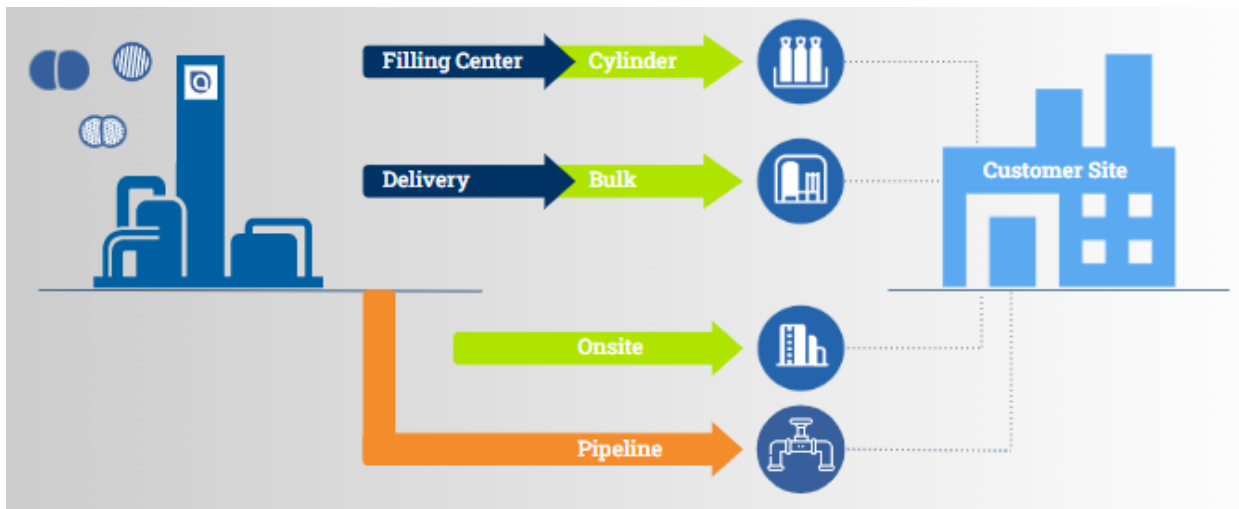 Filling Center
Cylinder
Delivery
Bulk
Customer Site
Onsite
Pipeline